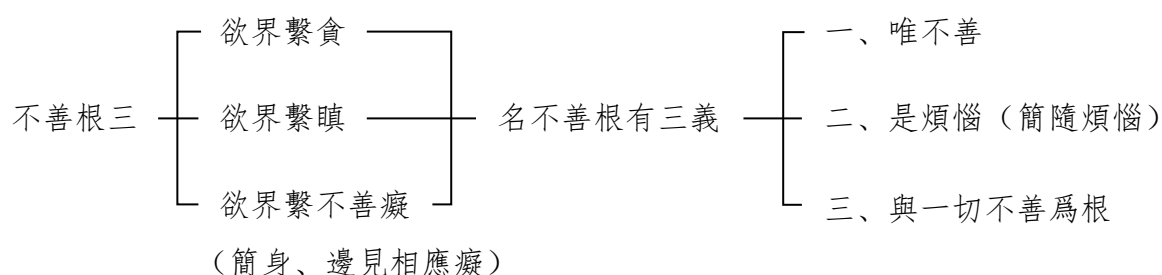 不善根三
欲界繫貪
欲界繫瞋
欲界繫不善癡
（簡身、邊見相應癡）
名不善根有三義
一、唯不善
二、是煩惱（簡隨煩惱）
三、與一切不善爲根